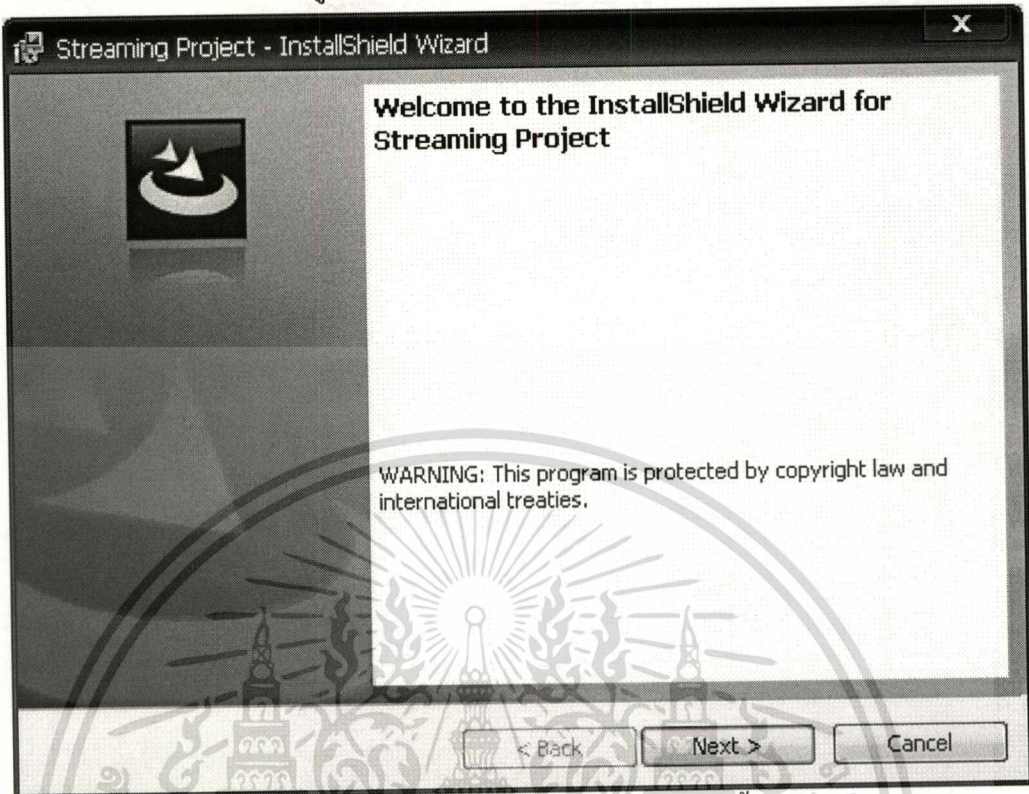 Streaming Project - InstallShield Wizard
X
Welcome to the InstallShield Wizard for
Streaming Project
WARNING: This program is protected by copyright law and
international treaties.
< Back
Next >
Cancel